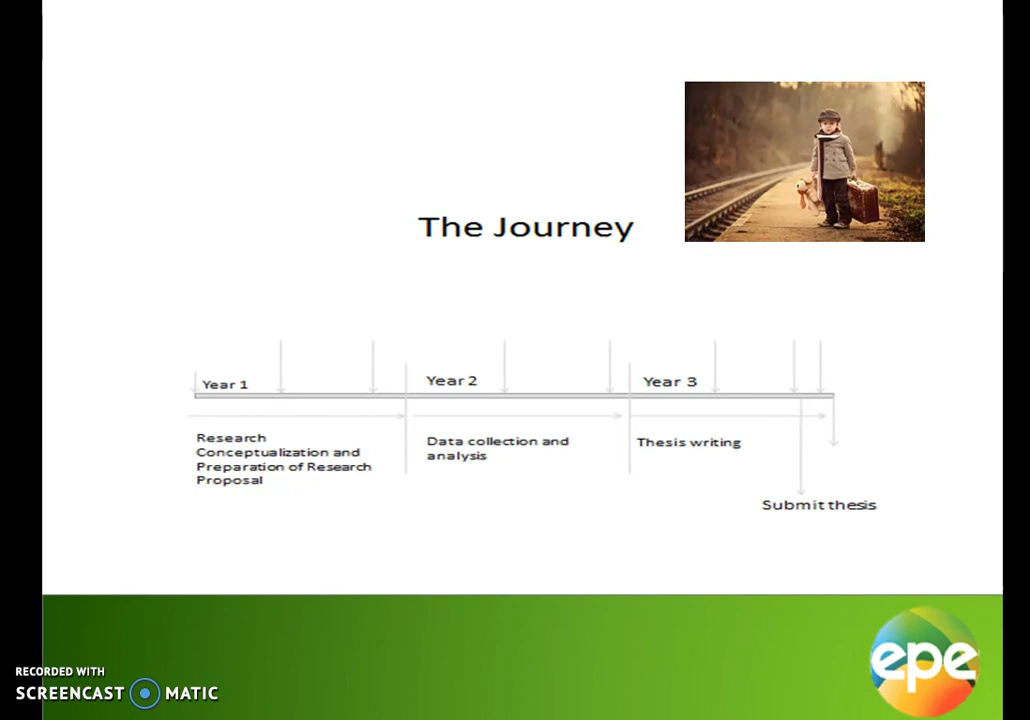 The Journey
Year 1
Year 2
Year 3
Research
Conceptualization and
Preparation of Research
Proposal
Data collection and
analysis
Thesis writing
Submit thesis
RECORDED WITH
SCREENCAST MATIC
epe